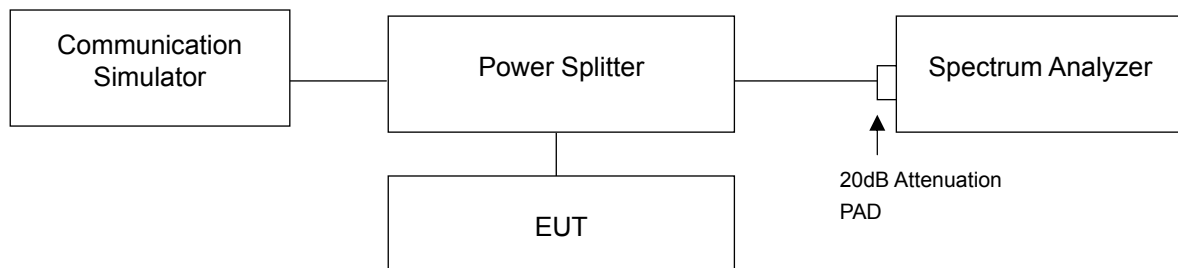 Communication
Simulator
Power Splitter
Spectrum Analyzer
20dB Attenuation
PAD
EUT